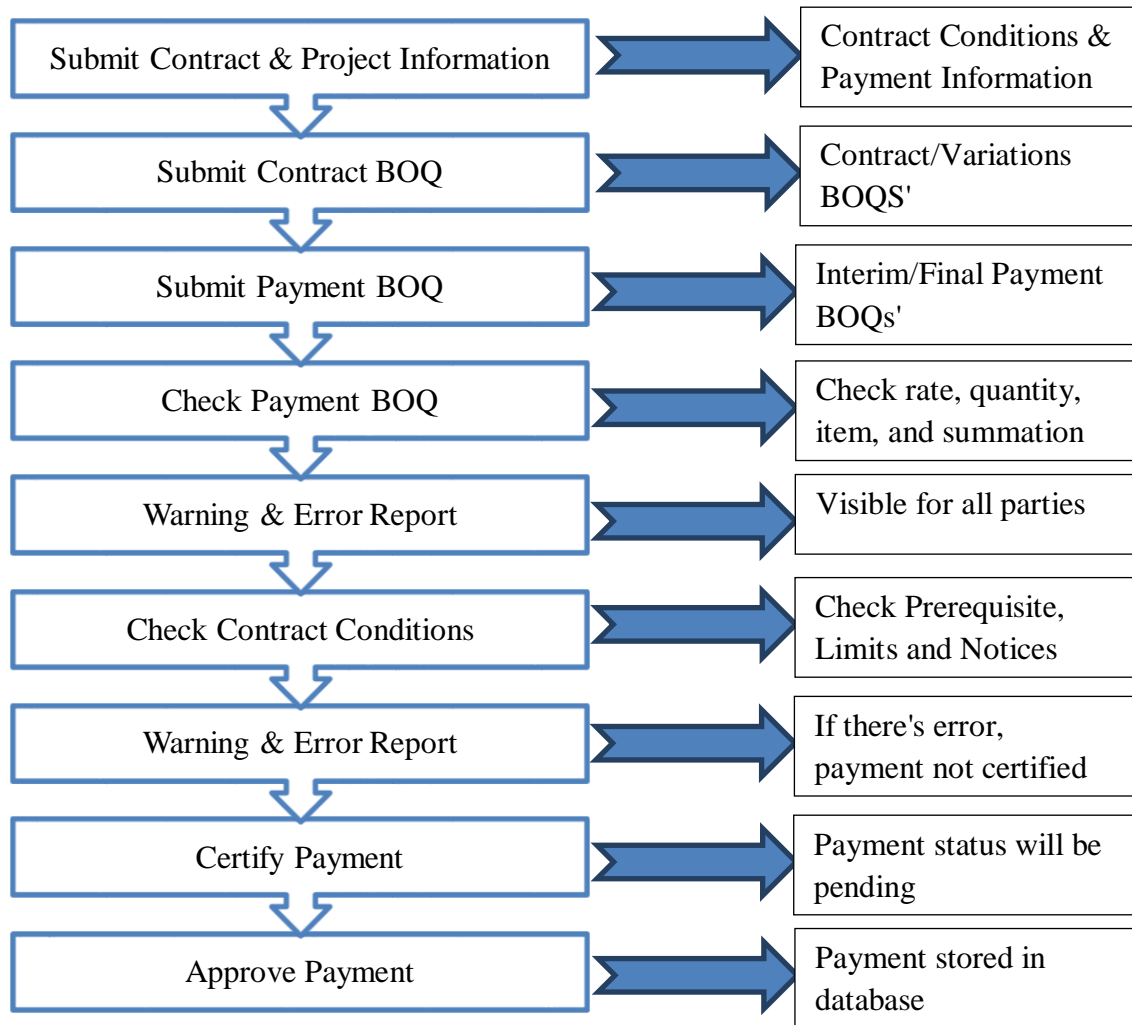 Submit Contract & Project Information
Contract Conditions &
Payment Information
Submit Contract BOQ
Contract/Variations
BOQS'
Submit Payment BOQ
Interim/Final Payment
BOQs'
Check Payment BOQ
Check rate, quantity,
item, and summation
Warning & Error Report
Visible for all parties
Check Contract Conditions
Check Prerequisite,
Limits and Notices
Warning & Error Report
If there's error,
payment not certified
Certify Payment
Payment status will be
pending
Approve Payment
Payment stored in
database